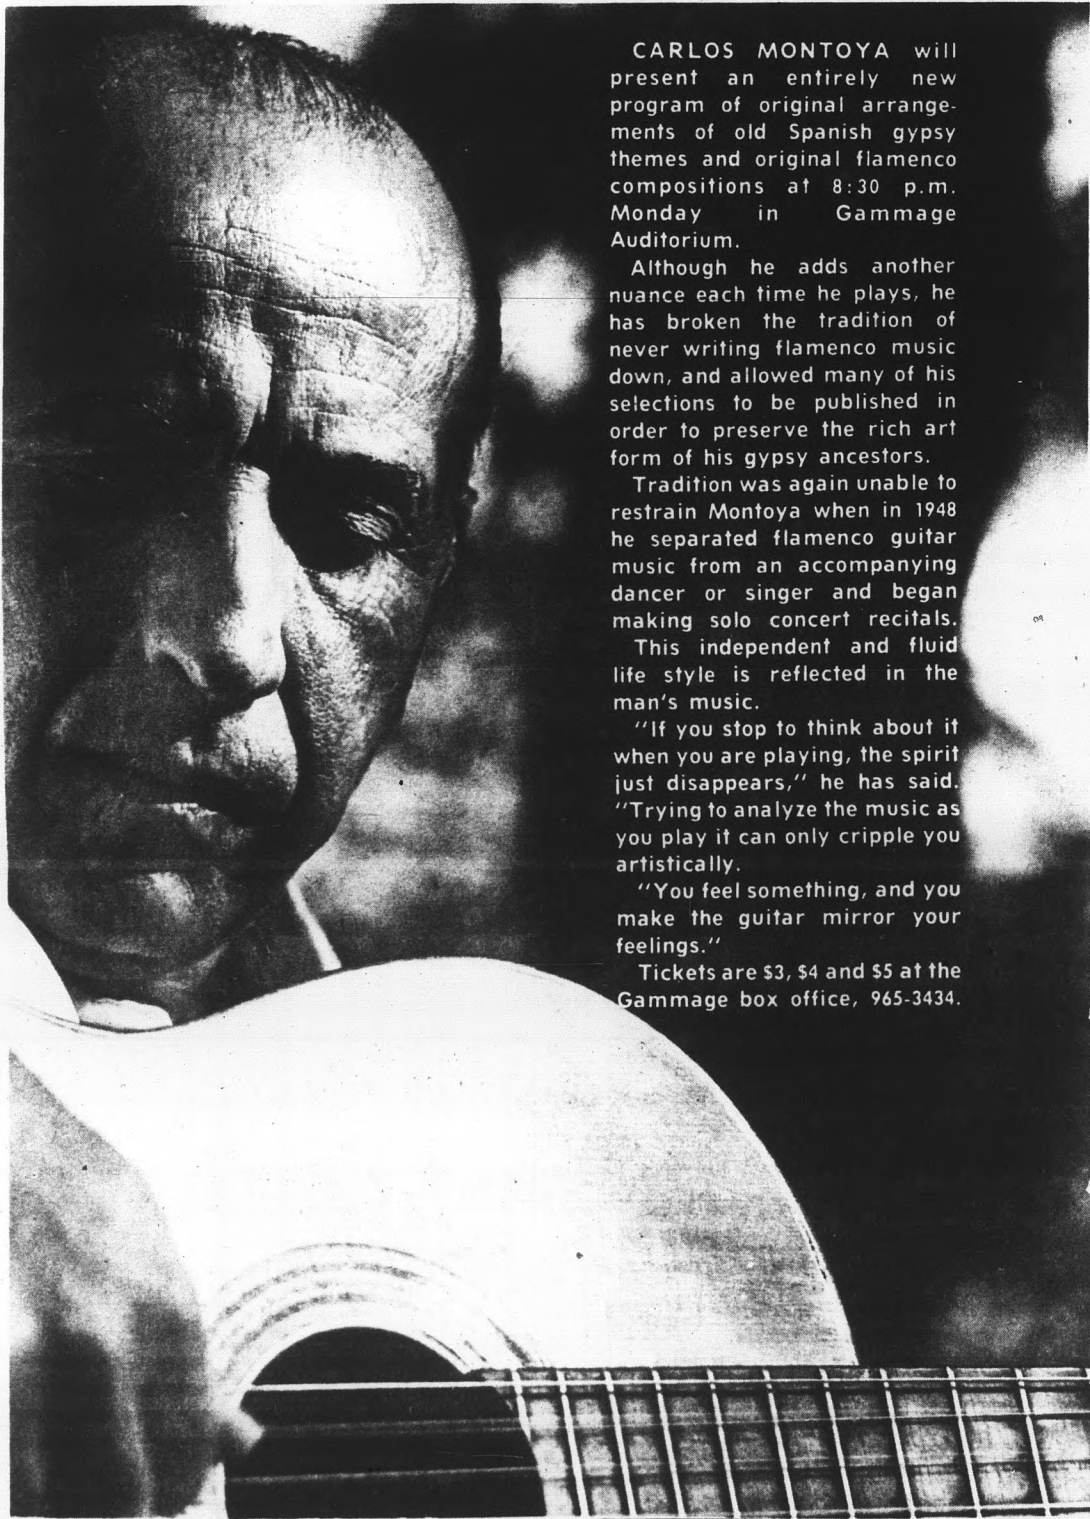 CARLOS MONTOYA will
present an entirely new
program of original arrange-
ments of old Spanish gypsy
themes and original flamenco
compositions at 8:30 p.m.
Monday in Gammage
Auditorium.
Although he adds another
nuance each time he plays, he
has broken the tradition of
never writing flamenco music
down, and allowed many of his
selections to be published in
order to preserve the rich art
form of his gypsy ancestors.
Tradition was again unable to
restrain Montoya when in 1948
he separated flamenco guitar
music from an accompanying
dancer or singer and began
making solo concert recitals.
This independent and fluid
life style is reflected in the
man's music.
"If you stop to think about it
when you are playing, the spirit
just disappears," he has said.
"Trying to analyze the music as
you play it can only cripple you
artistically.
"You feel something, and you
make the guitar mirror your
feelings."
Tickets are $3, $4 and $5 at the
Gammage box office, 965-3434.